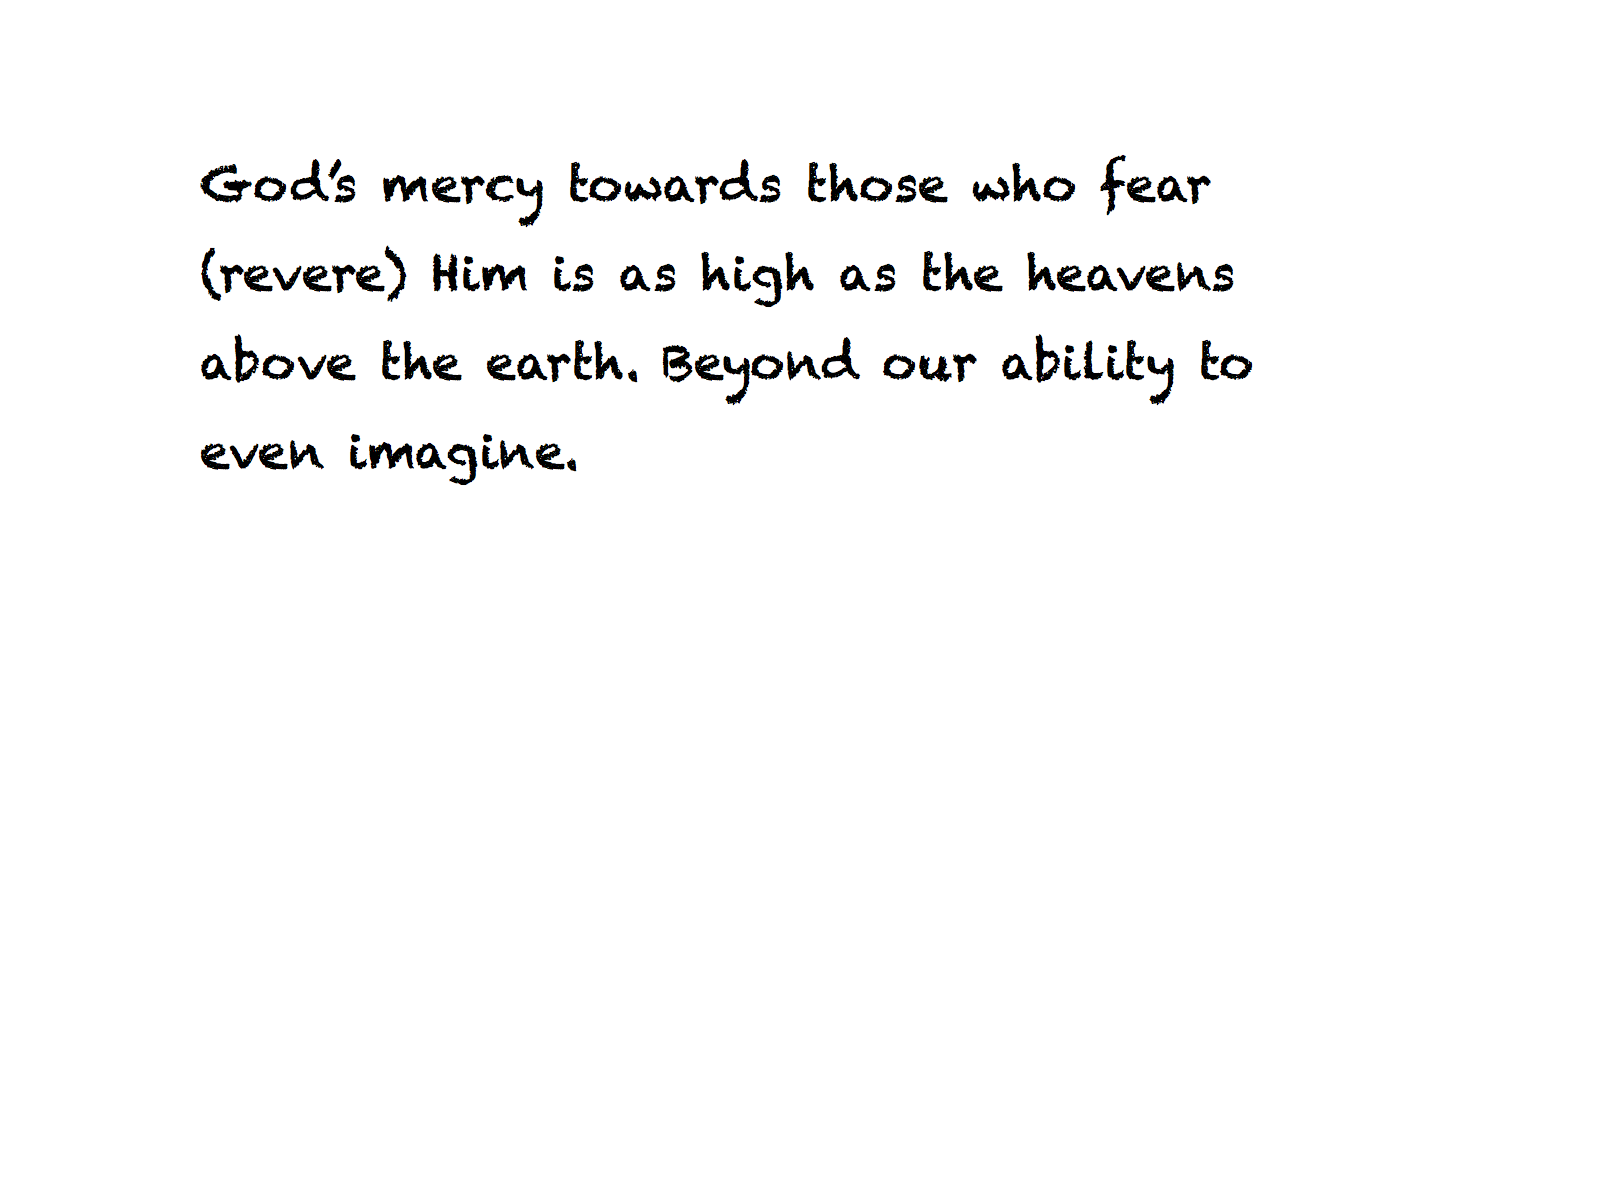 God's mercy towards those who fear
(revere) Him is as high as the heavens
above the earth. Beyond our ability to
even imagine.